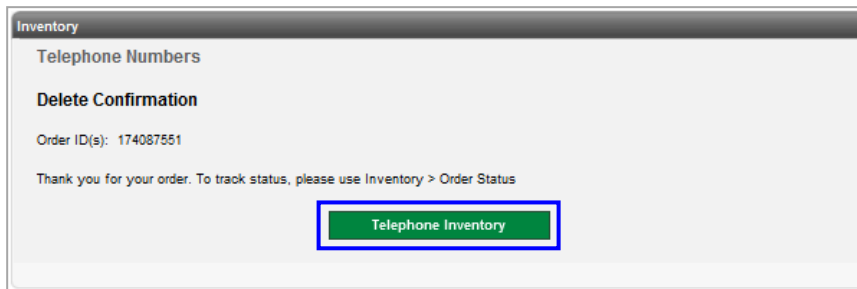 Inventory
Telephone Numbers
Delete Confirmation
Order ID(s): 174087551
Thank you for your order. To track status, please use Inventory > Order Status
Telephone Inventory